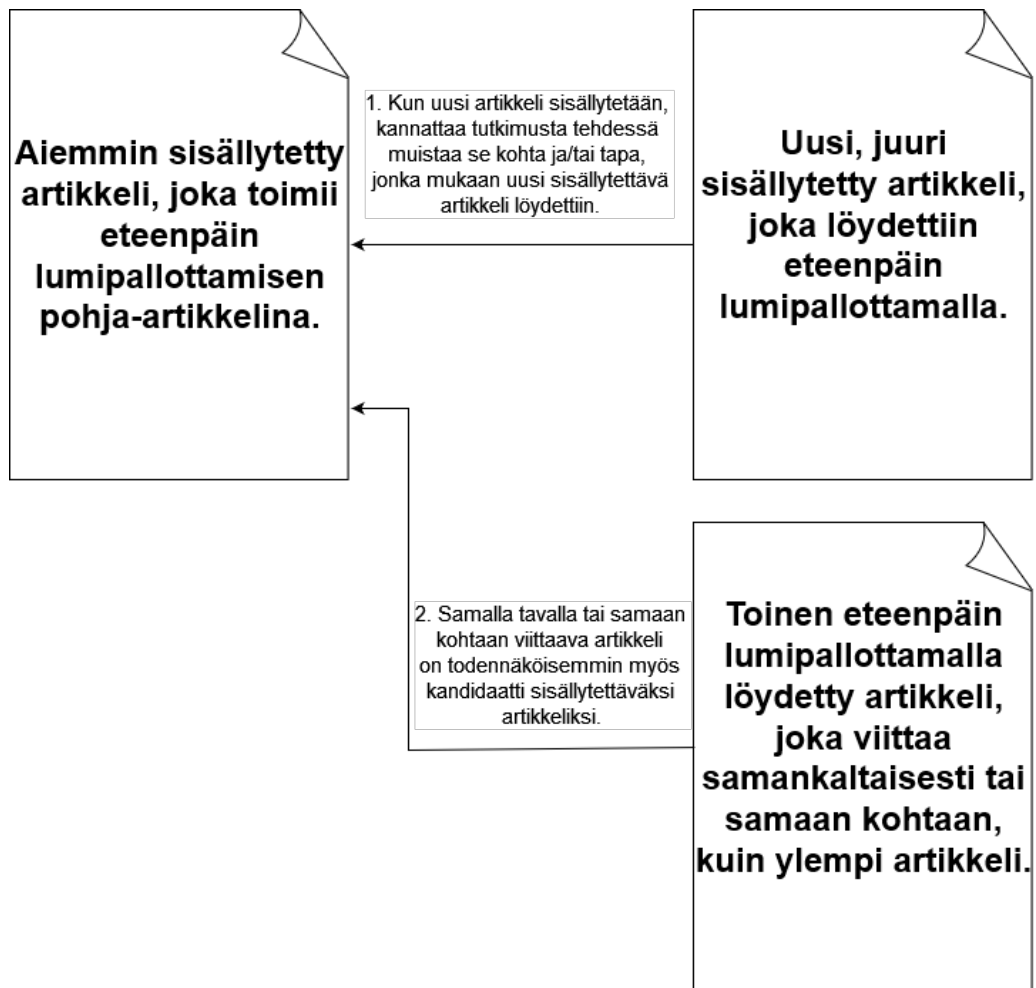 Aiemmin sisällytetty
artikkeli, joka toimii
eteenpäin
lumipallottamisen
pohja-artikkelina.
1. Kun uusi artikkeli sisällytetään,
kannattaa tutkimusta tehdessä
muistaa se kohta ja/tai tapa,
jonka mukaan uusi sisällytettävä
artikkeli löydettiin.
Uusi, juuri
sisällytetty artikkeli,
joka löydettiin
eteenpäin
lumipallottamalla.
2. Samalla tavalla tai samaan
kohtaan viittaava artikkeli
on todennäköisemmin myös
kandidaatti sisällytettäväksi
artikkeliksi.
Toinen eteenpäin
lumipallottamalla
löydetty artikkeli,
joka viittaa
samankaltaisesti tai
samaan kohtaan,
kuin ylempi artikkeli.